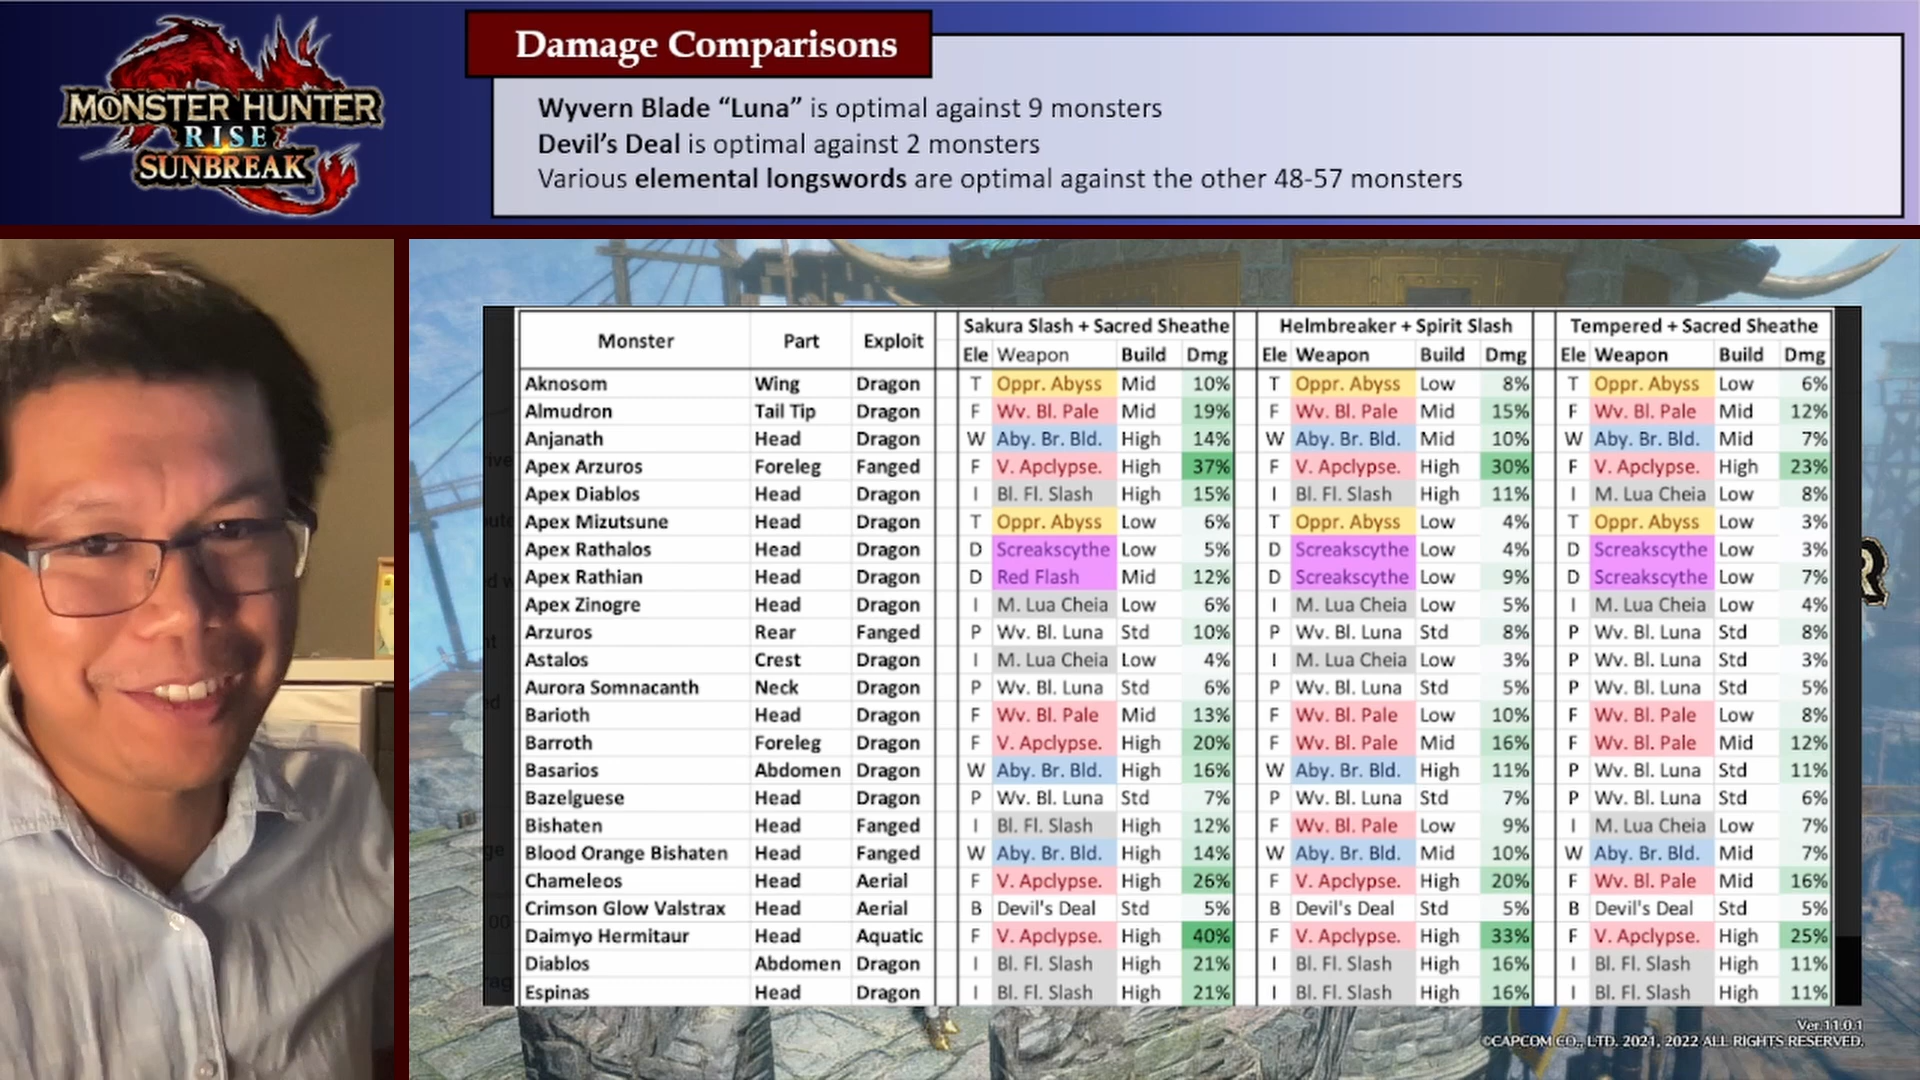 MONSTER HUNTER
RISE
SUNBREAK
Damage Comparisons
Wyvern Blade “Luna” is optimal against 9 monsters
Devil’s Deal is optimal against 2 monsters
Various elemental longswords are optimal against the other 48-57 monsters
Monster Part Exploit Sakura Slash + Sacred Sheathe Helmbreaker + Spirit Slash Tempered + Sacred Sheathe
Ele Weapon Build Dmg Ele Weapon Build Dmg Ele Weapon Build Dmg
Aknosom Wing Dragon T Oppr. Abyss Mid 10% T Oppr. Abyss Low 8% T Oppr. Abyss Low 6%
Almudron Tail Tip Dragon F Wv. Bl. Pale Mid 19% F Wv. Bl. Pale Mid 15% F Wv. Bl. Pale Mid 12%
Anjanath Head Dragon W Aby. Br. Bld. High 14% W Aby. Br. Bld. Mid 10% W Aby. Br. Bld. Mid 7%
Apex Arzuros Foreleg Fanged F V. Apclypse. High 37% F V. Apclypse. High 30% F V. Apclypse. High 23%
Apex Diablos Head Dragon I Bl. Fl. Slash High 15% I Bl. Fl. Slash High 11% I M. Lua Cheia Low 8%
Apex Mizutsune Head Dragon T Oppr. Abyss Low 6% T Oppr. Abyss Low 4% T Oppr. Abyss Low 3%
Apex Rathalos Head Dragon D Screakscythe Low 5% D Screakscythe Low 4% D Screakscythe Low 3%
Apex Rathian Head Dragon D Red Flash Mid 12% D Screakscythe Low 9% D Screakscythe Low 7%
Apex Zinogre Head Dragon I M. Lua Cheia Low 6% I M. Lua Cheia Low 5% I M. Lua Cheia Low 4%
Arzuros Rear Fanged P Wv. Bl. Luna Std 10% P Wv. Bl. Luna Std 8% P Wv. Bl. Luna Std 8%
Astalos Crest Dragon I M. Lua Cheia Low 4% I M. Lua Cheia Low 3% P Wv. Bl. Luna Std 3%
Aurora Somnacanth Neck Dragon P Wv. Bl. Luna Std 6% P Wv. Bl. Luna Std 5% P Wv. Bl. Luna Std 5%
Barioth Head Dragon F Wv. Bl. Pale Mid 13% F Wv. Bl. Pale Low 10% F Wv. Bl. Pale Low 8%
Barroth Foreleg Dragon F V. Apclypse. High 20% F Wv. Bl. Pale Mid 16% F Wv. Bl. Pale Mid 12%
Basarios Abdomen Dragon W Aby. Br. Bld. High 16% W Aby. Br. Bld. High 11% P Wv. Bl. Luna Std 11%
Bazelguese Head Dragon P Wv. Bl. Luna Std 7% P Wv. Bl. Luna Std 7% P Wv. Bl. Luna Std 6%
Bishaten Head Fanged I Bl. Fl. Slash High 12% F Wv. Bl. Pale Low 9% I M. Lua Cheia Low 7%
Blood Orange Bishaten Head Fanged W Aby. Br. Bld. High 14% W Aby. Br. Bld. Mid 10% W Aby. Br. Bld. Mid 7%
Chameleos Head Aerial F V. Apclypse. High 26% F V. Apclypse. High 20% F Wv. Bl. Pale Mid 16%
Crimson Glow Valstrax Head Aerial B Devil's Deal Std 5% B Devil's Deal Std 5% B Devil's Deal Std 5%
Daimyo Hermitaur Head Aquatic F V. Apclypse. High 40% F V. Apclypse. High 33% F V. Apclypse. High 25%
Diablos Abdomen Dragon I Bl. Fl. Slash High 21% I Bl. Fl. Slash High 16% I Bl. Fl. Slash High 11%
Espinas Head Dragon I Bl. Fl. Slash High 21% I Bl. Fl. Slash High 16% I Bl. Fl. Slash High 11%
Ver.11.0.1
©CAPCOM CO., LTD. 2021, 2022 ALL RIGHTS RESERVED.